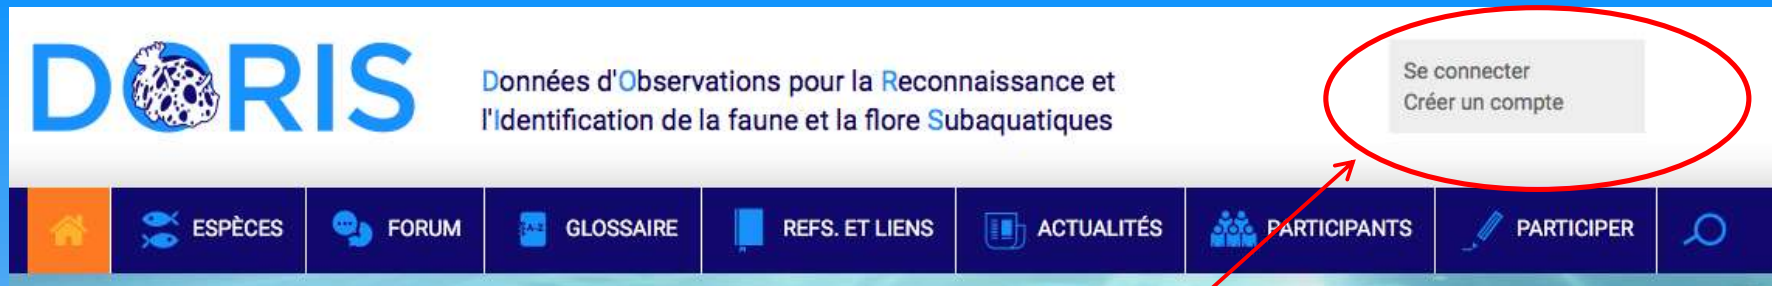 DORIS
Données d'Observations pour la Reconnaissance et
l'Identification de la faune et la flore Subaquatiques
Se connecter
Créer un compte
ESPÈCES
FORUM
A-Z
GLOSSAIRE
REFS. ET LIENS
ACTUALITÉS
PARTICIPANTS
PARTICIPER